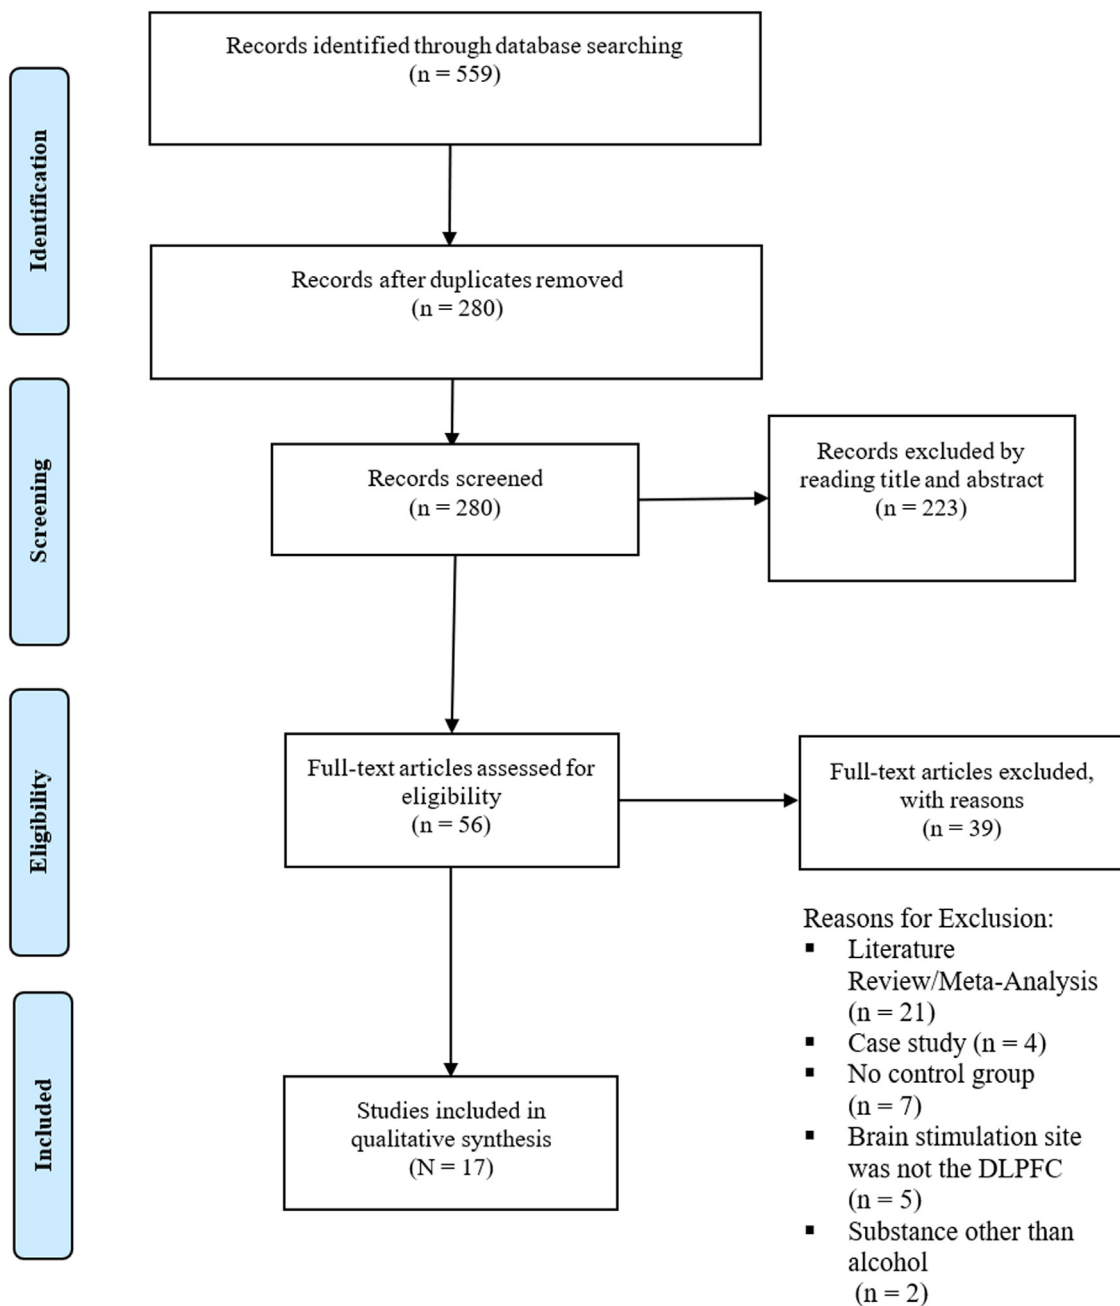 Identification
Records identified through database searching
(n = 559)
Records after duplicates removed
(n = 280)
Screening
Records screened
(n = 280)
Records excluded by
reading title and abstract
(n = 223)
Eligibility
Full-text articles assessed for
eligibility
(n = 56)
Full-text articles excluded,
with reasons
(n = 39)
Reasons for Exclusion:
▪ Literature
Review/Meta-Analysis
(n = 21)
▪ Case study (n = 4)
▪ No control group
(n = 7)
▪ Brain stimulation site
was not the DLPFC
(n = 5)
▪ Substance other than
alcohol
(n = 2)
Included
Studies included in
qualitative synthesis
(N = 17)